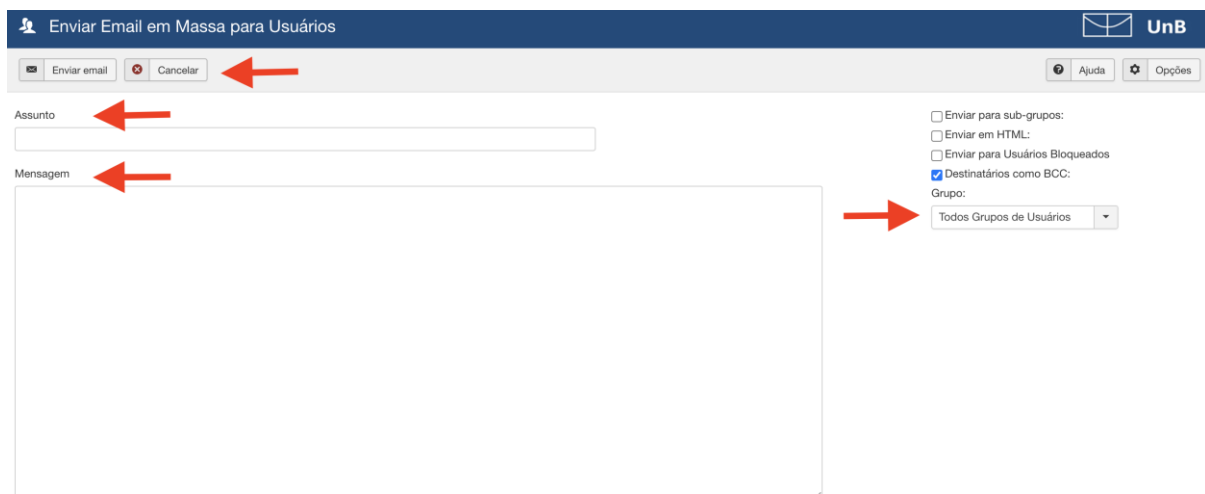 Enviar Email em Massa para Usuários
UnB
Enviar email
Cancelar
Ajuda
Opções
Assunto
Mensagem
Enviar para sub-grupos:
Enviar em HTML:
Enviar para Usuários Bloqueados
Destinatários como BCC:
Grupo:
Todos Grupos de Usuários